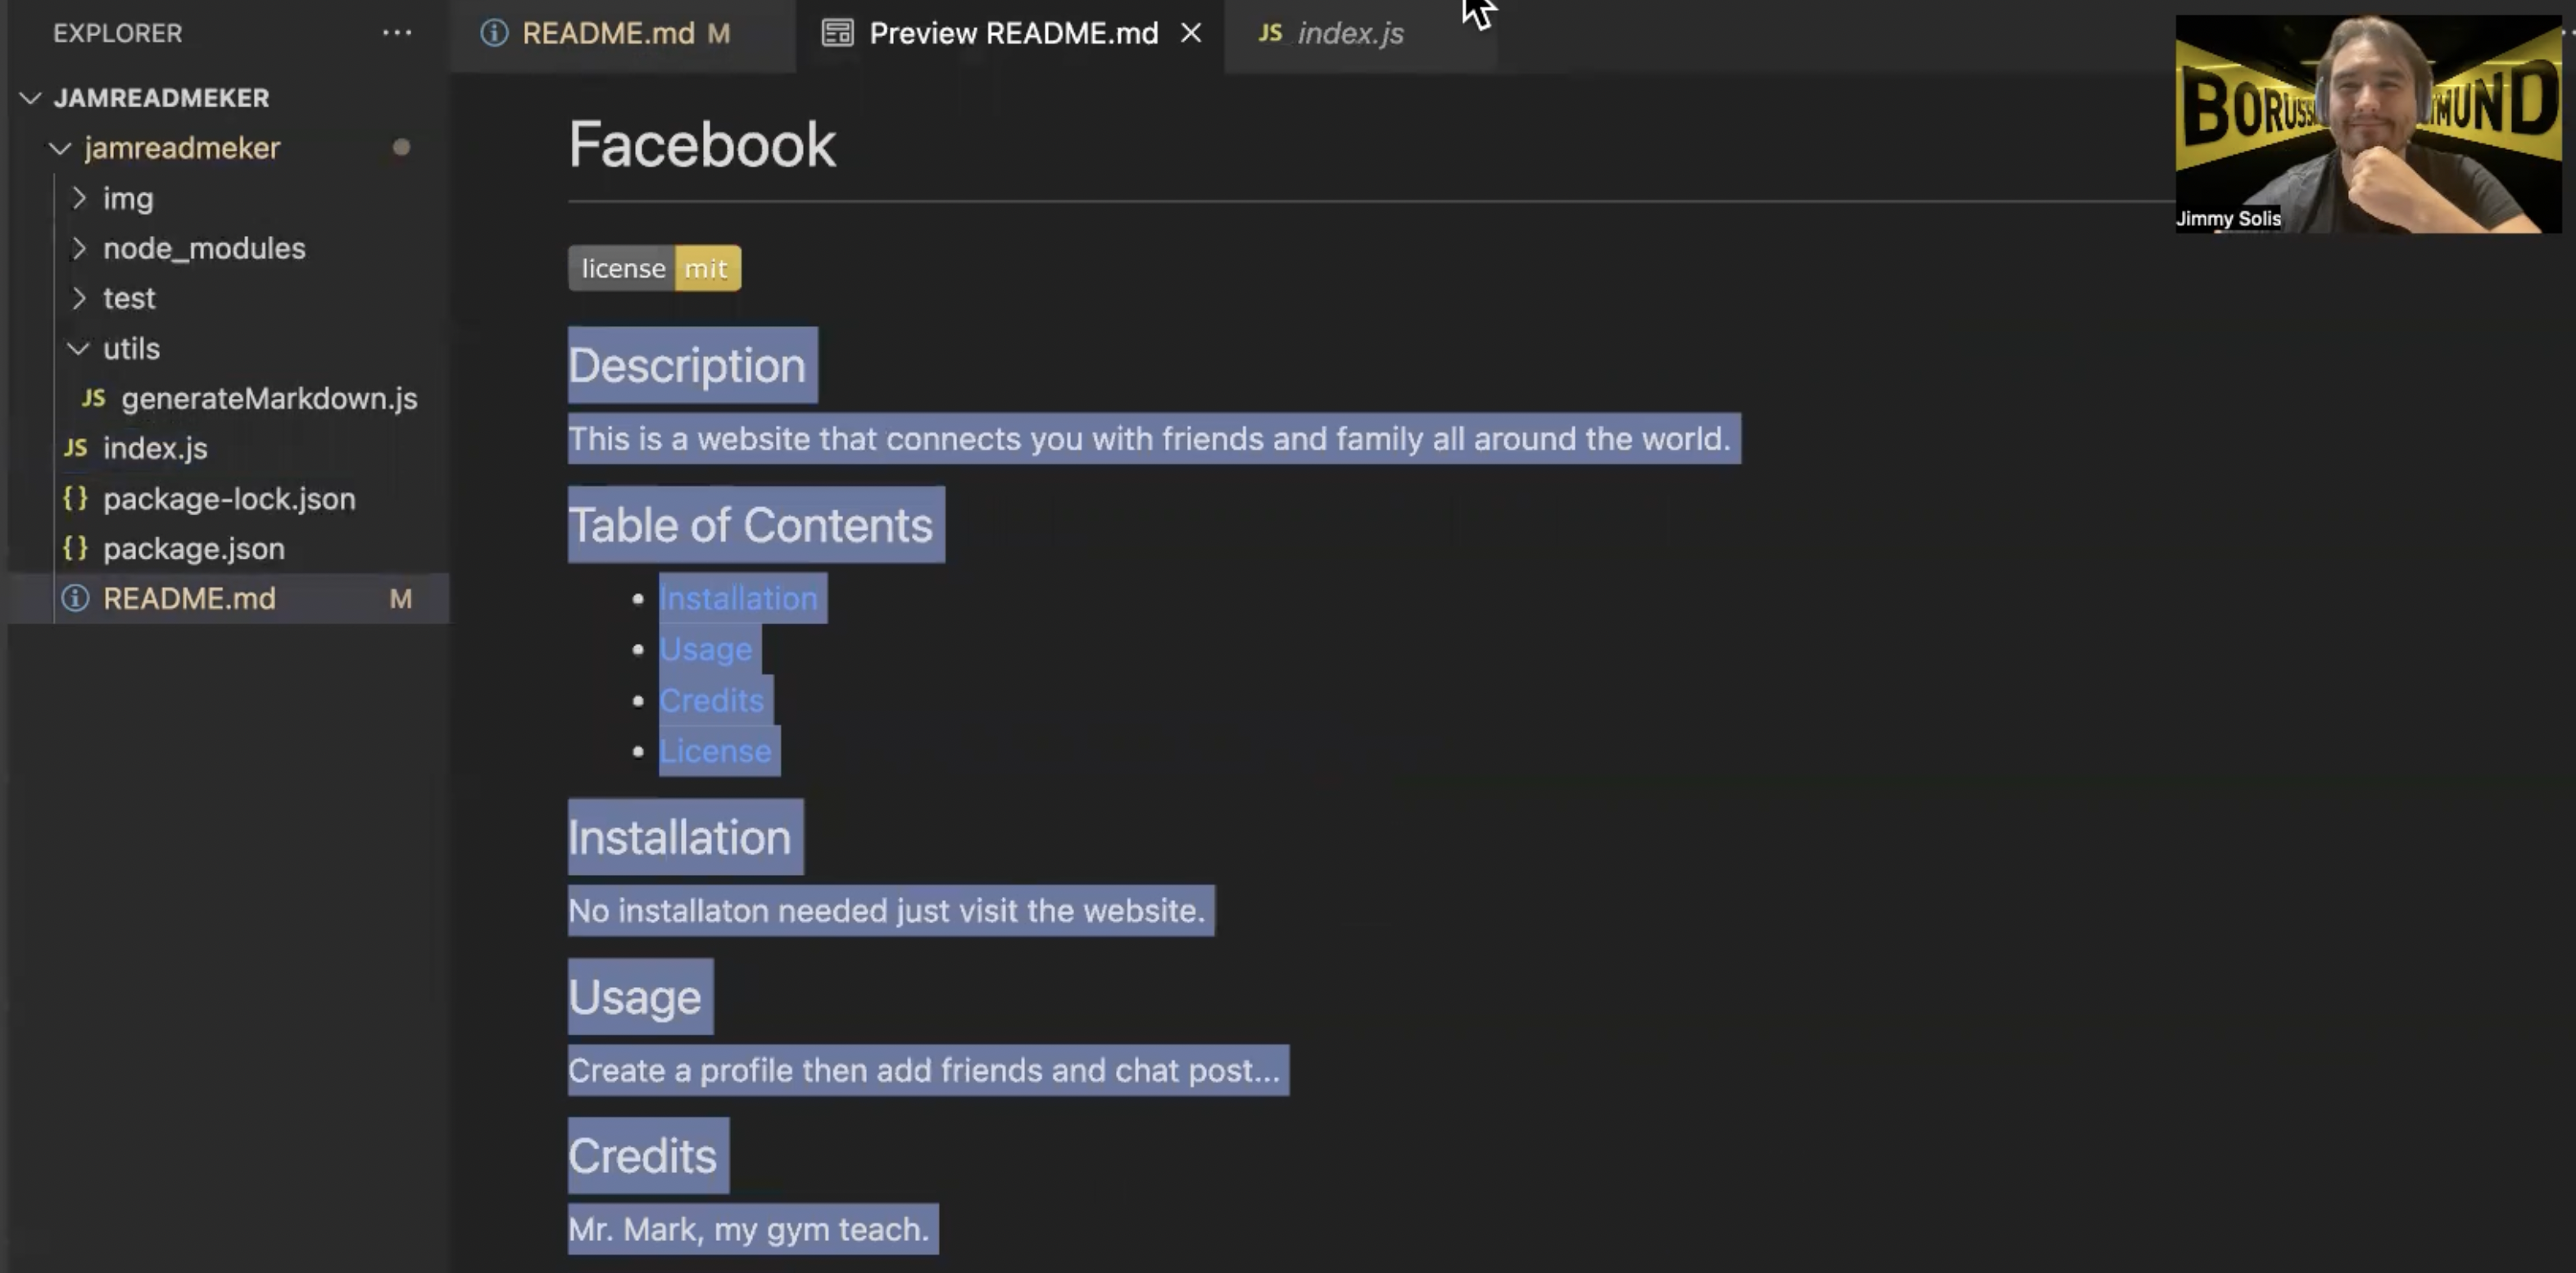 EXPLORER ...
README.md M
Preview README.md
JS index.js
JAMREADMEKER
jamreadmeker
img
node_modules
test
utils
JS generateMarkdown.js
JS index.js
{} package-lock.json
{} package.json
README.md M
Facebook
license mit
Description
This is a website that connects you with friends and family all around the world.
Table of Contents
• Installation
• Usage
• Credits
• License
Installation
No installaton needed just visit the website.
Usage
Create a profile then add friends and chat post...
Credits
Mr. Mark, my gym teach.
Jimmy Solis